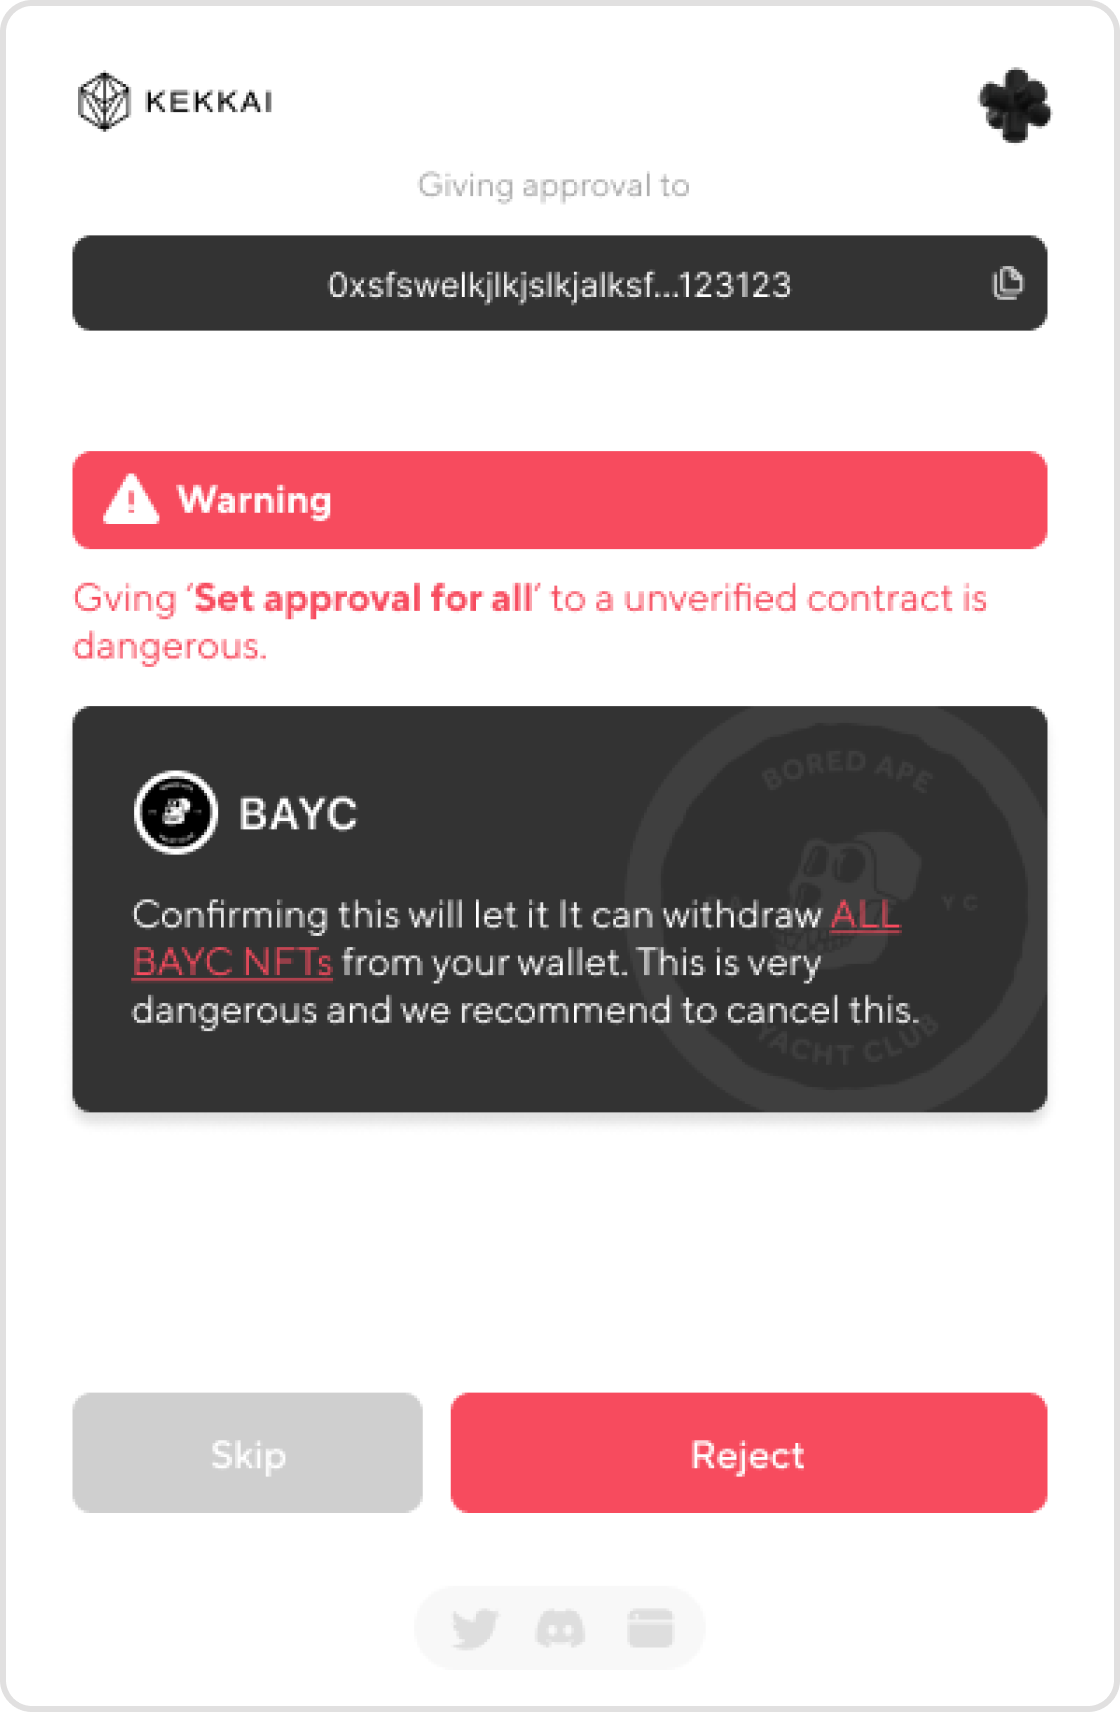 KEKKAI
Giving approval to
0xsfswelkjlkjslkjalksf...123123
Warning
Gving ‘Set approval for all’ to a unverified contract is
dangerous.
BORED APE
BAYC
Confirming this will let it It can withdraw ALL
Y C
BAYC NFTs from your wallet. This is very
dangerous and we recommend to cancel this.
YACHT CLUB
Skip
Reject